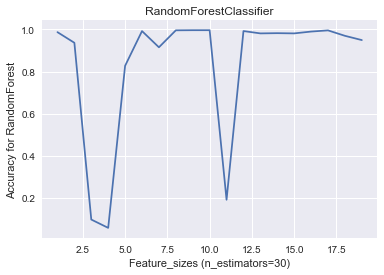 RandomForestClassifier
1.0
0.8
0.6
0.4
0.2
Accuracy for RandomForest
2.5 5.0 7.5 10.0 12.5 15.0 17.5
Feature_sizes (n_estimators=30)